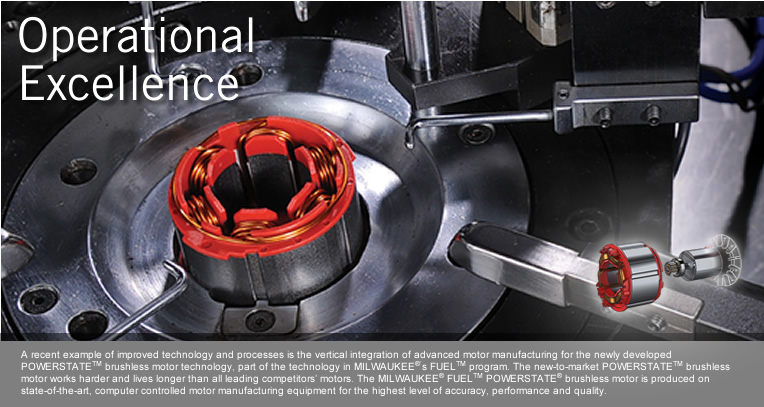 Operational
Excellence
A recent example of improved technology and processes is the vertical integration of advanced motor manufacturing for the newly developed
POWERSTATE™ brushless motor technology, part of the technology in MILWAUKEE®'s FUEL™ program. The new-to-market POWERSTATE™ brushless
motor works harder and lives longer than all leading competitors' motors. The MILWAUKEE® FUEL™ POWERSTATE® brushless motor is produced on
state-of-the-art, computer controlled motor manufacturing equipment for the highest level of accuracy, performance and quality.